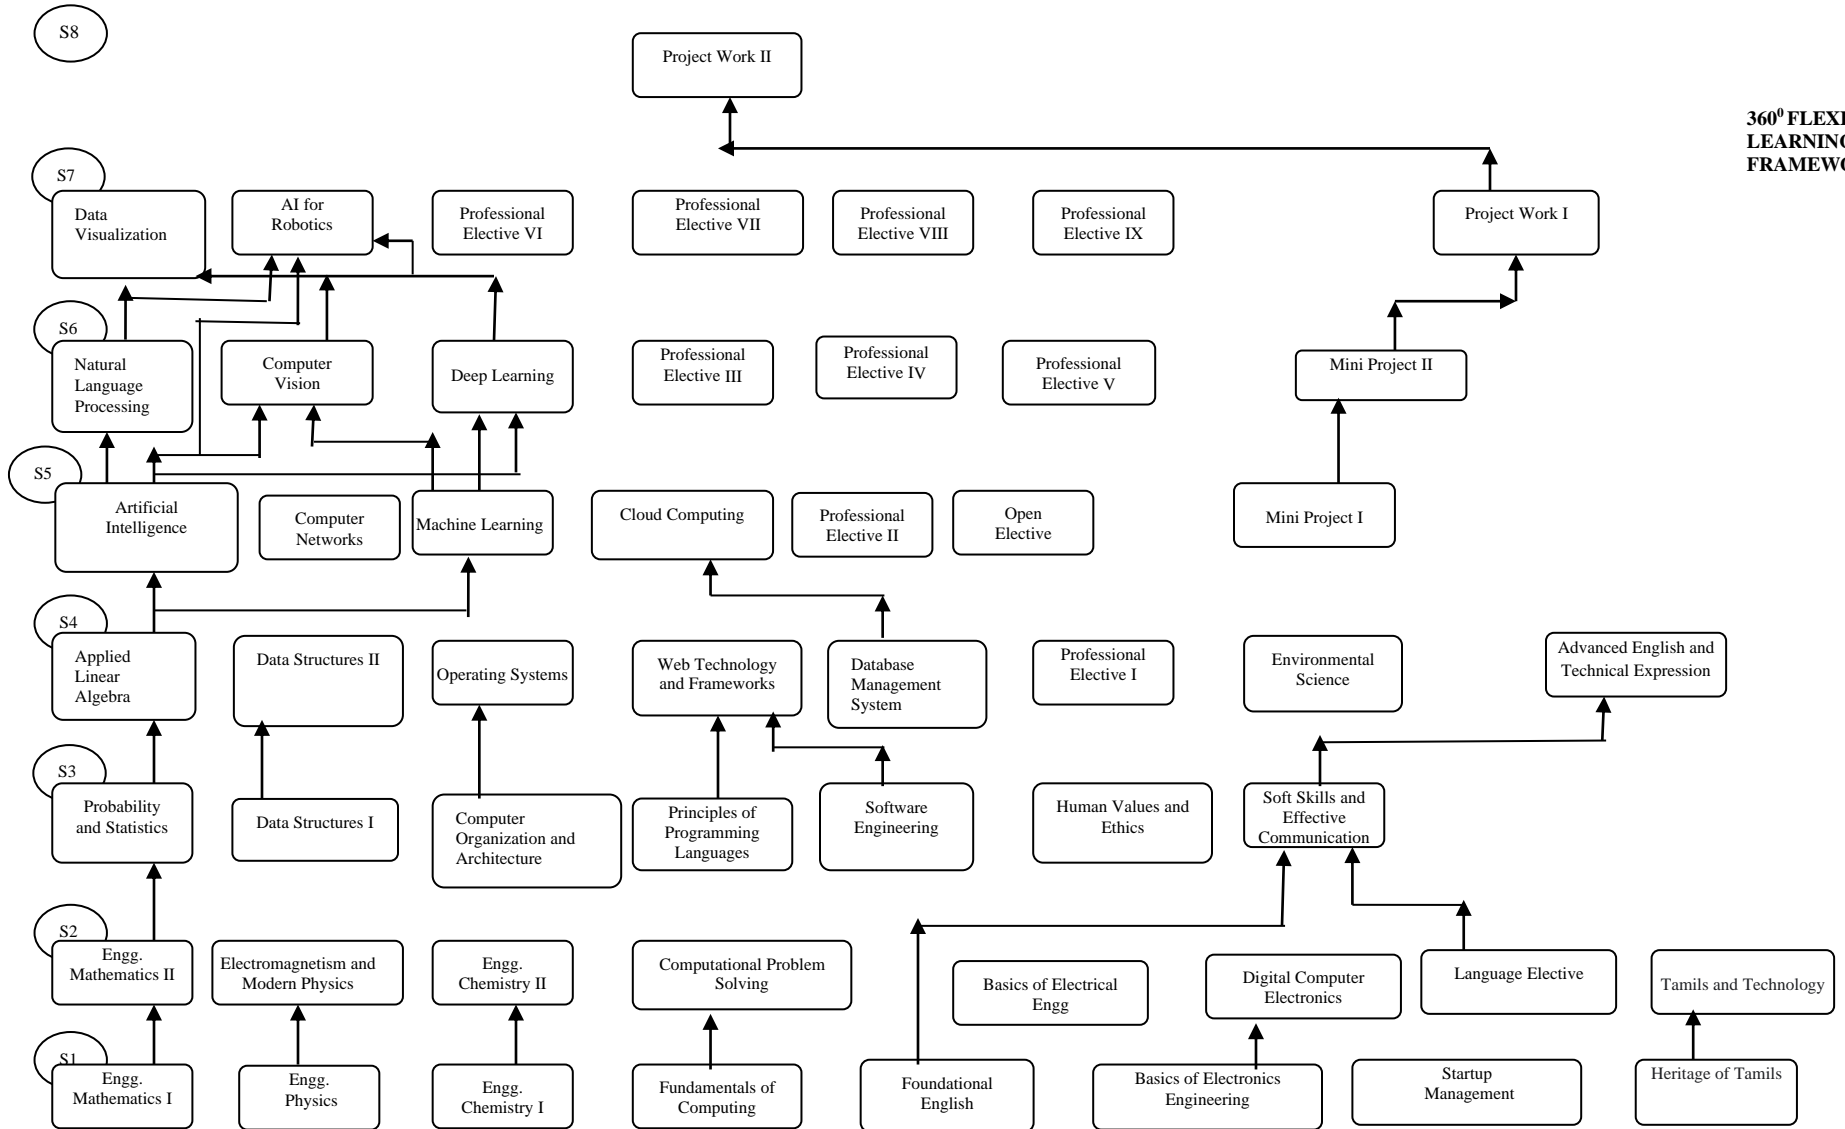 S8
Project Work II
360⁰ FLEXI
LEARNING
FRAMEWO
S7
Data
Visualization
AI for
Robotics
Professional
Elective VI
Professional
Elective VII
Professional
Elective VIII
Professional
Elective IX
Project Work I
S6
Natural
Language
Processing
Computer
Vision
Deep Learning
Professional
Elective III
Professional
Elective IV
Professional
Elective V
Mini Project II
S5
Artificial
Intelligence
Computer
Networks
Machine Learning
Cloud Computing
Professional
Elective II
Open
Elective
Mini Project I
S4
Applied
Linear
Algebra
Data Structures II
Operating Systems
Web Technology
and Frameworks
Database
Management
System
Professional
Elective I
Environmental
Science
Advanced English and
Technical Expression
S3
Probability
and Statistics
Data Structures I
Computer
Organization and
Architecture
Principles of
Programming
Languages
Software
Engineering
Human Values and
Ethics
Soft Skills and
Effective
Communication
S2
Engg.
Mathematics II
Electromagnetism and
Modern Physics
Engg.
Chemistry II
Computational Problem
Solving
Basics of Electrical
Engg
Digital Computer
Electronics
Language Elective
Tamils and Technology
S1
Engg.
Mathematics I
Engg.
Physics
Engg.
Chemistry I
Fundamentals of
Computing
Foundational
English
Basics of Electronics
Engineering
Startup
Management
Heritage of Tamils